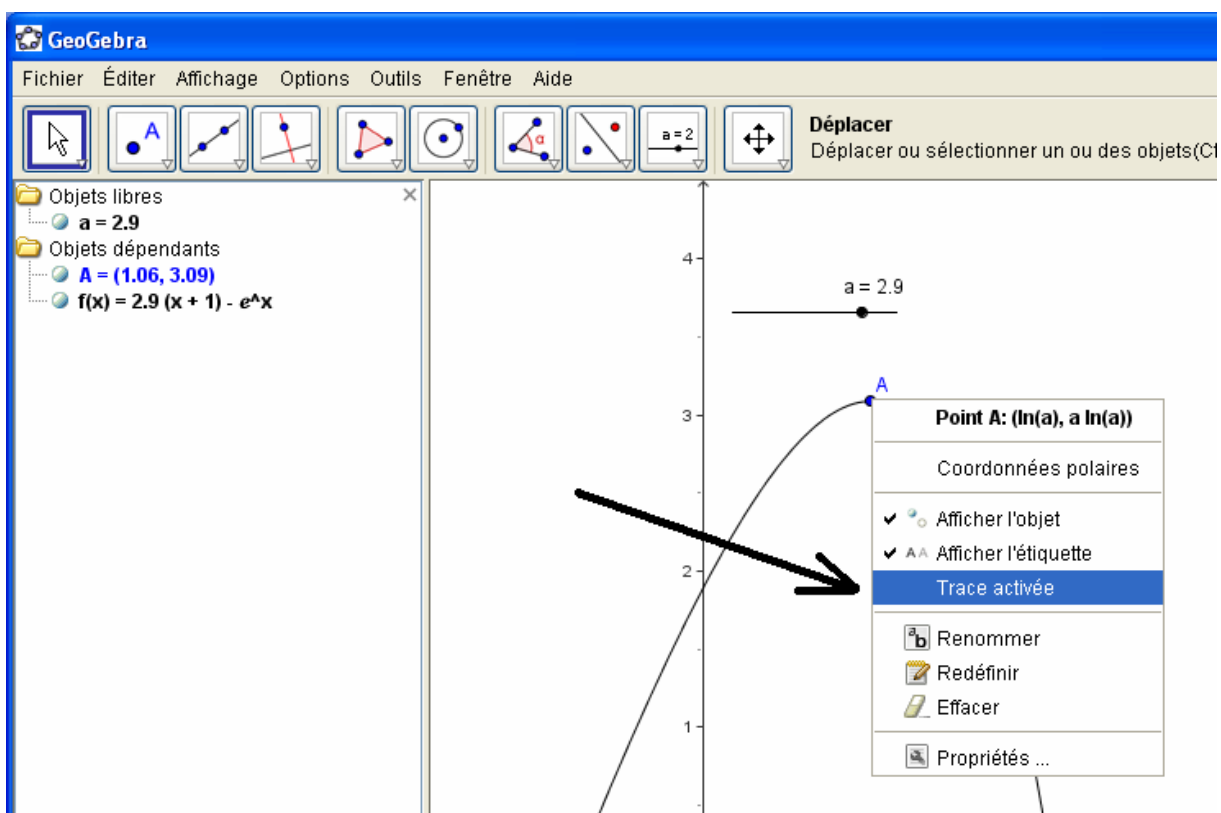 GeoGebra
Fichier Éditer Affichage Options Outils Fenêtre Aide
A
α
a = 2
Déplacer
Déplacer ou sélectionner un ou des objets(Ct
Objets libres
a = 2.9
Objets dépendants
A = (1.06, 3.09)
f(x) = 2.9 (x + 1) - e^x
4
a = 2.9
A
3
2
1
Point A: (ln(a), a ln(a))
Coordonnées polaires
Afficher l'objet
AA Afficher l'étiquette
Trace activée
ab Renommer
Redéfinir
Effacer
Propriétés ...